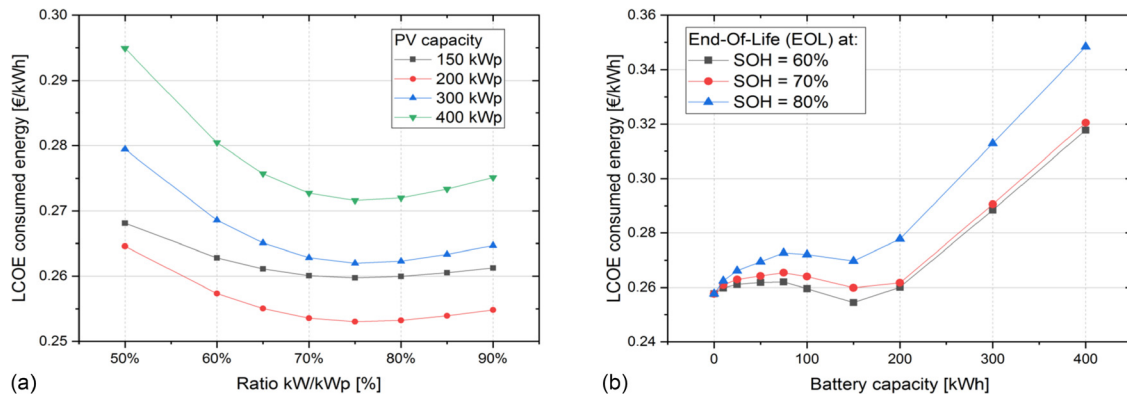 LCOE consumed energy [€/kWh]
0.30
0.29
0.28
0.27
0.26
0.25
PV capacity
150 kWp
200 kWp
300 kWp
400 kWp
50% 60% 70% 80% 90%
Ratio kW/kWp [%]
(a)
LCOE consumed energy [€/kWh]
0.36
0.34
0.32
0.30
0.28
0.26
0.24
End-Of-Life (EOL) at:
SOH = 60%
SOH = 70%
SOH = 80%
0 100 200 300 400
Battery capacity [kWh]
(b)